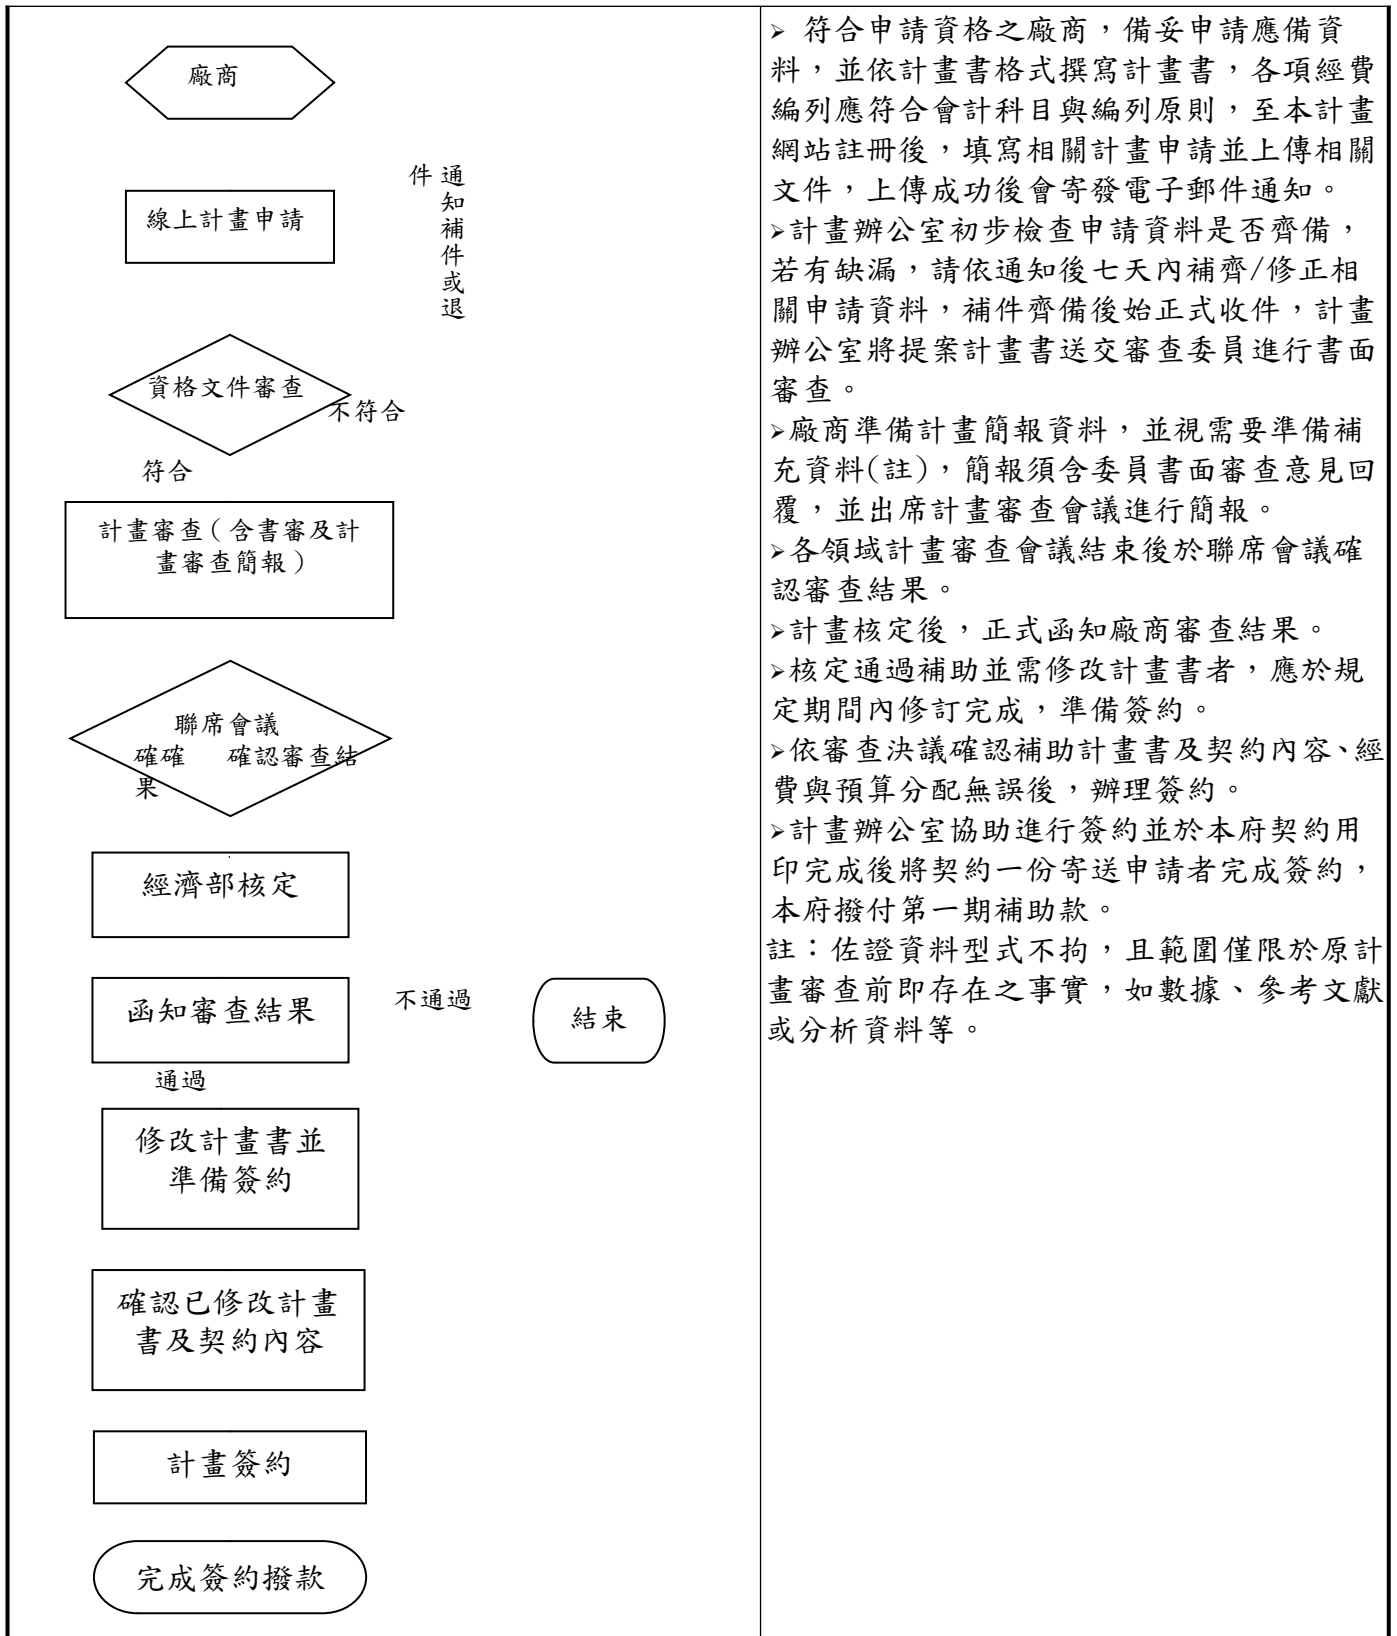 廠商
件
通知補件或退
線上計畫申請
資格文件審查
不符合
符合
計畫審查（含書審及計
畫審查簡報）
聯席會議
確確 確認審查結
果
經濟部核定
函知審查結果
不通過
結束
通過
修改計畫書並
準備簽約
確認已修改計畫
書及契約內容
計畫簽約
完成簽約撥款
➢ 符合申請資格之廠商，備妥申請應備資
料，並依計畫書格式撰寫計畫書，各項經費
編列應符合會計科目與編列原則，至本計畫
網站註冊後，填寫相關計畫申請並上傳相關
文件，上傳成功後會寄發電子郵件通知。
➢計畫辦公室初步檢查申請資料是否齊備，
若有缺漏，請依通知後七天內補齊/修正相
關申請資料，補件齊備後始正式收件，計畫
辦公室將提案計畫書送交審查委員進行書面
審查。
➢廠商準備計畫簡報資料，並視需要準備補
充資料(註)，簡報須含委員書面審查意見回
覆，並出席計畫審查會議進行簡報。
➢各領域計畫審查會議結束後於聯席會議確
認審查結果。
➢計畫核定後，正式函知廠商審查結果。
➢核定通過補助並需修改計畫書者，應於規
定期間內修訂完成，準備簽約。
➢依審查決議確認補助計畫書及契約內容、經
費與預算分配無誤後，辦理簽約。
➢計畫辦公室協助進行簽約並於本府契約用
印完成後將契約一份寄送申請者完成簽約，
本府撥付第一期補助款。
註：佐證資料型式不拘，且範圍僅限於原計
畫審查前即存在之事實，如數據、參考文獻
或分析資料等。